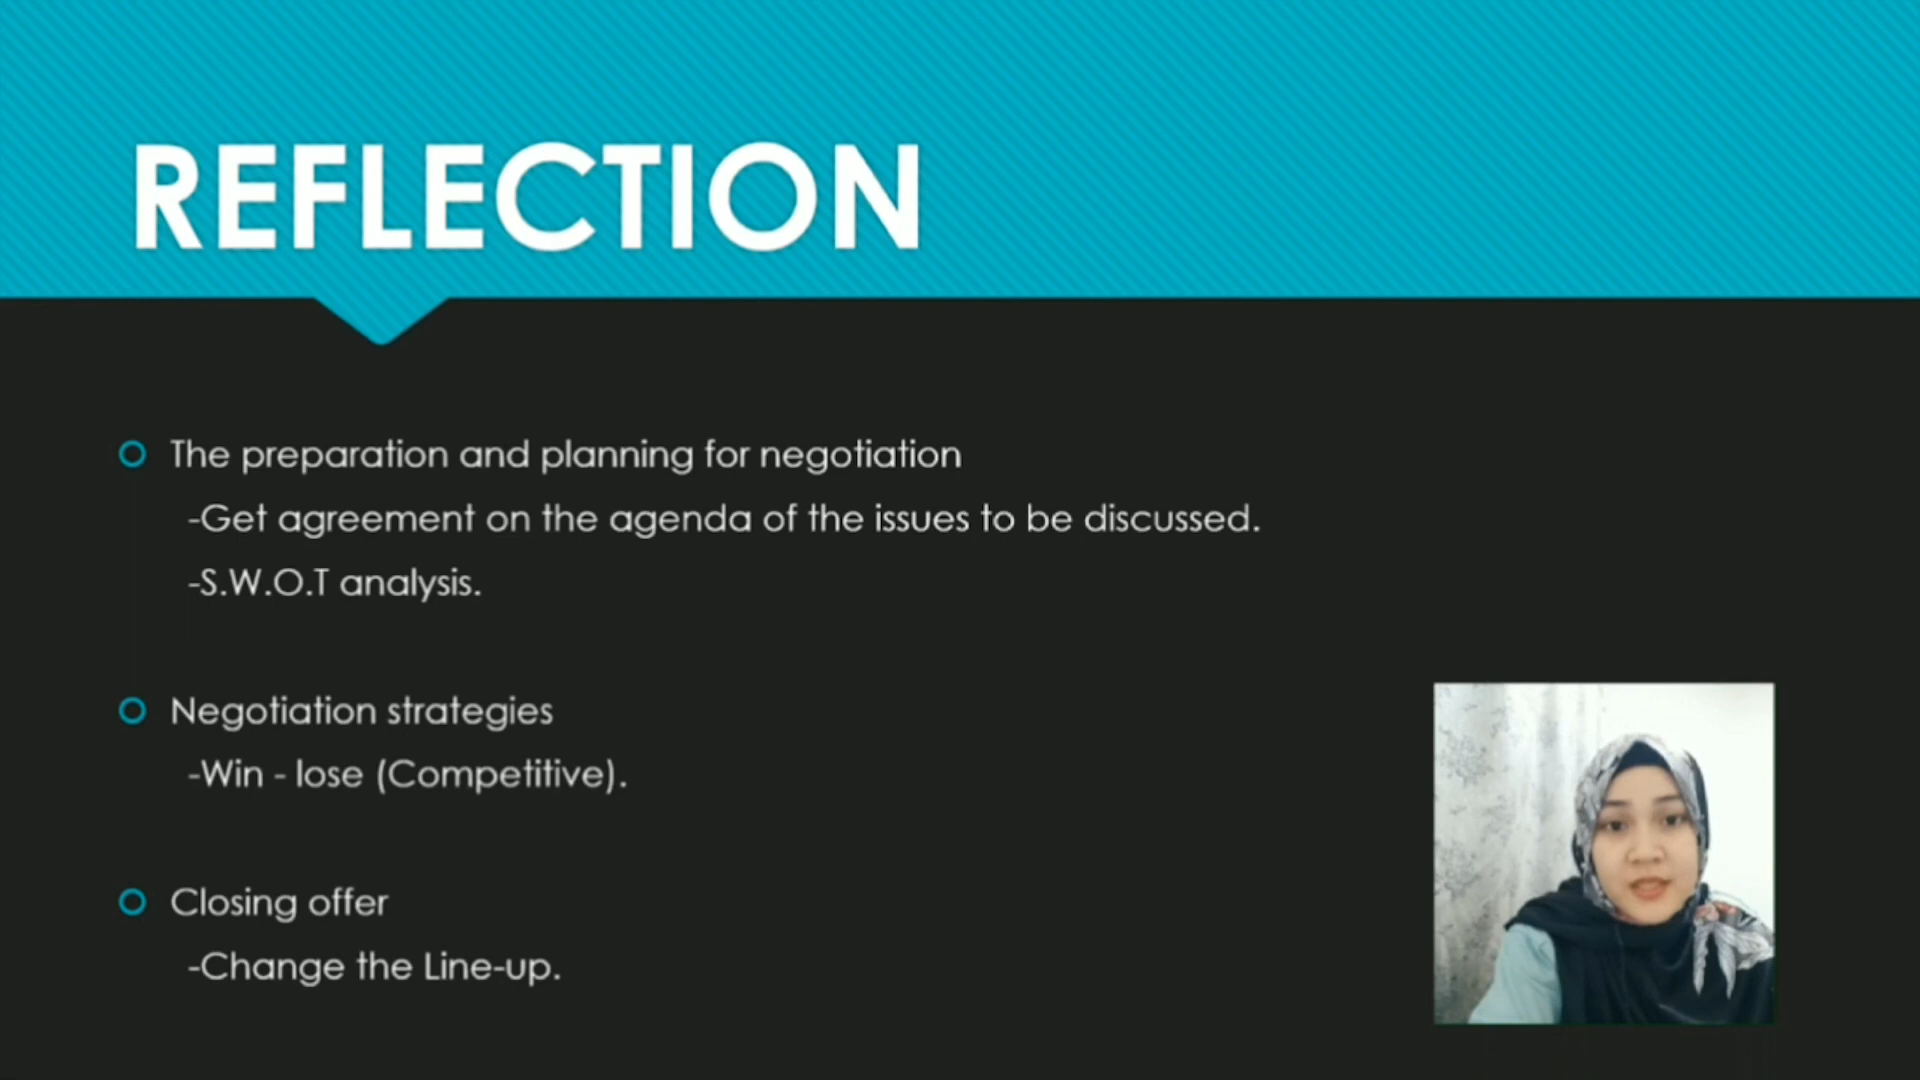 REFLECTION
The preparation and planning for negotiation
-Get agreement on the agenda of the issues to be discussed.
-S.W.O.T analysis.
Negotiation strategies
-Win - lose (Competitive).
Closing offer
-Change the Line-up.